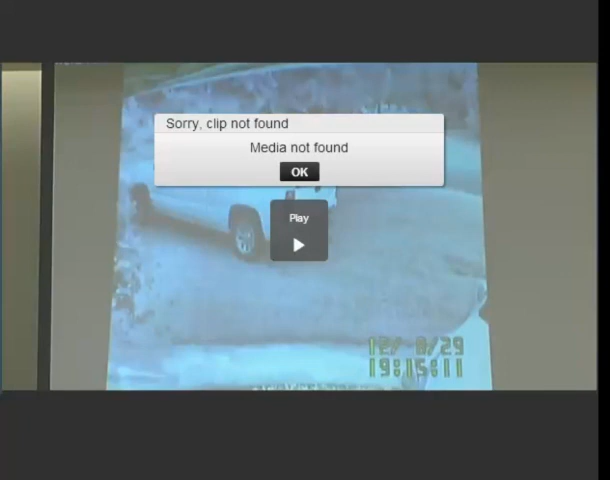 Sorry, clip not found
Media not found
OK
Play
12/ 8/29
19:15:11